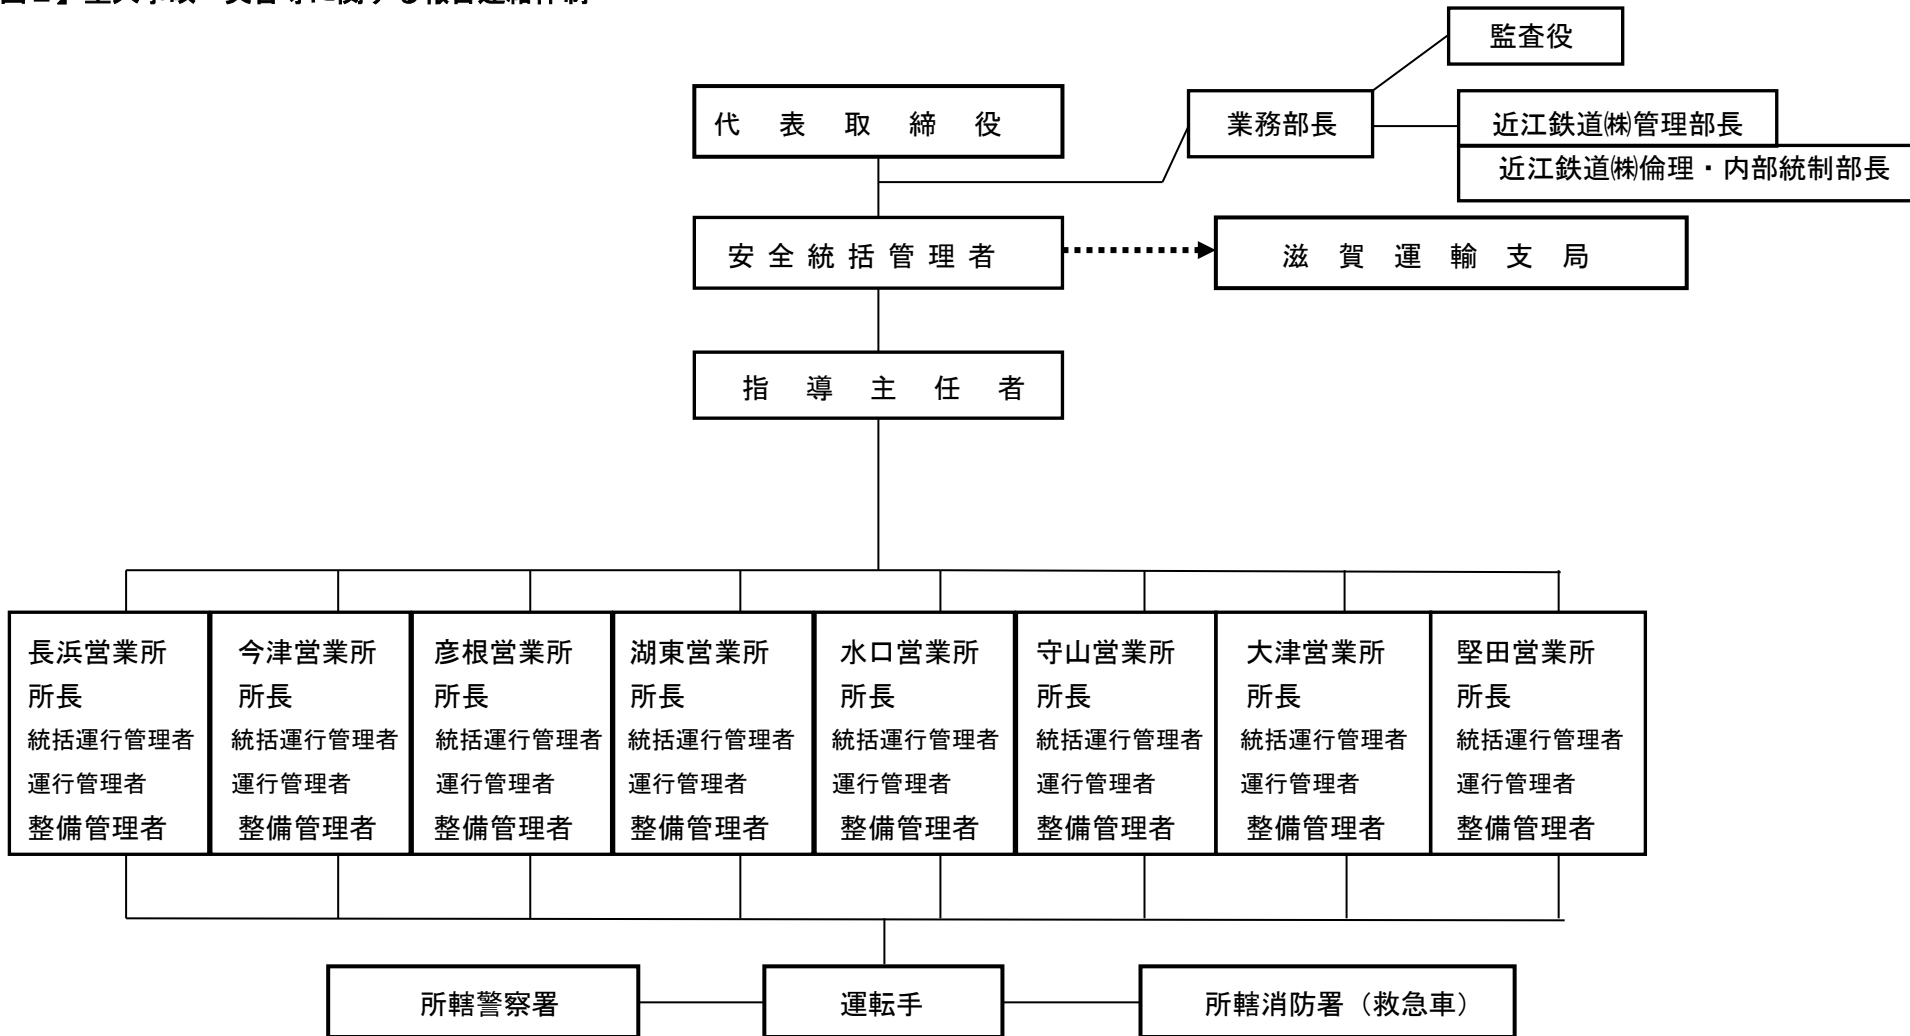 監査役
代表取締役
業務部長
近江鉄道㈱管理部長
近江鉄道㈱倫理・内部統制部長
安全統括管理者
滋賀運輸支局
指導主任者
長浜営業所
所長
統括運行管理者
運行管理者
整備管理者
今津営業所
所長
統括運行管理者
運行管理者
整備管理者
彦根営業所
所長
統括運行管理者
運行管理者
整備管理者
湖東営業所
所長
統括運行管理者
運行管理者
整備管理者
水口営業所
所長
統括運行管理者
運行管理者
整備管理者
守山営業所
所長
統括運行管理者
運行管理者
整備管理者
大津営業所
所長
統括運行管理者
運行管理者
整備管理者
堅田営業所
所長
統括運行管理者
運行管理者
整備管理者
所轄警察署
運転手
所轄消防署（救急車）